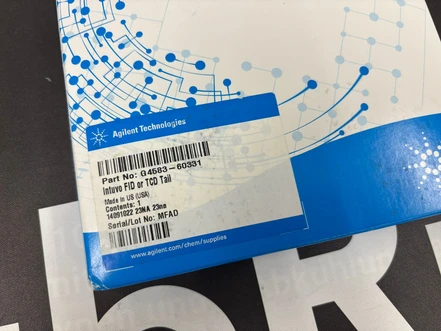 Agilent Technologies
Part No: G4583-60331
Intuvo FID or TCD Tail
Made in US (USA)
Contents: 1
14091022 23NA 23na
Serial/Lot No: MFAD
www.agilent.com/chem/supplies